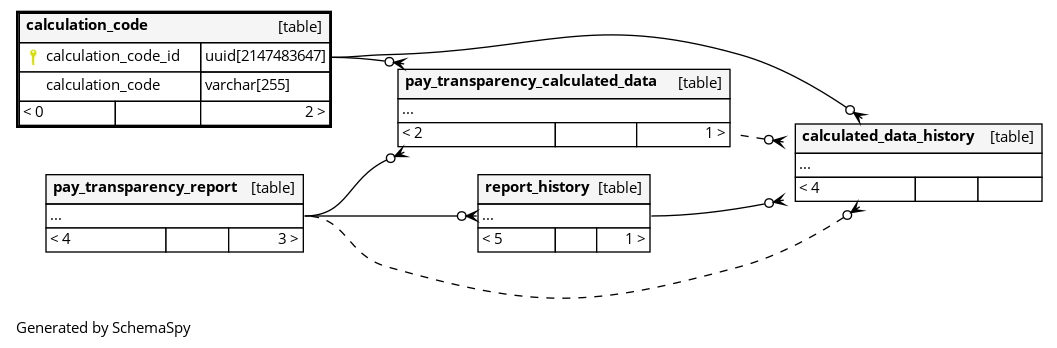 calculation_code [table]
calculation_code_id uuid[2147483647]
calculation_code varchar[255]
< 0 2 >
pay_transparency_calculated_data [table]
...
< 2 1 >
calculated_data_history [table]
...
< 4
pay_transparency_report [table]
...
< 4 3 >
report_history [table]
...
< 5 1 >
Generated by SchemaSpy